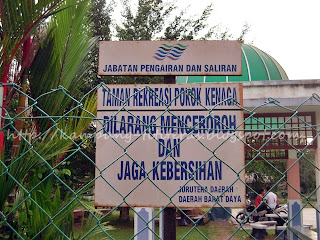 JABATAN PENGAIRAN DAN SALIRAN
TAMAN REKREASI POKOK KENAGA
DILARANG MENCEROBOH
DAN
JAGA KEBERSIHAN
JURUTERA DAERAH
DAERAH BARAT DAYA